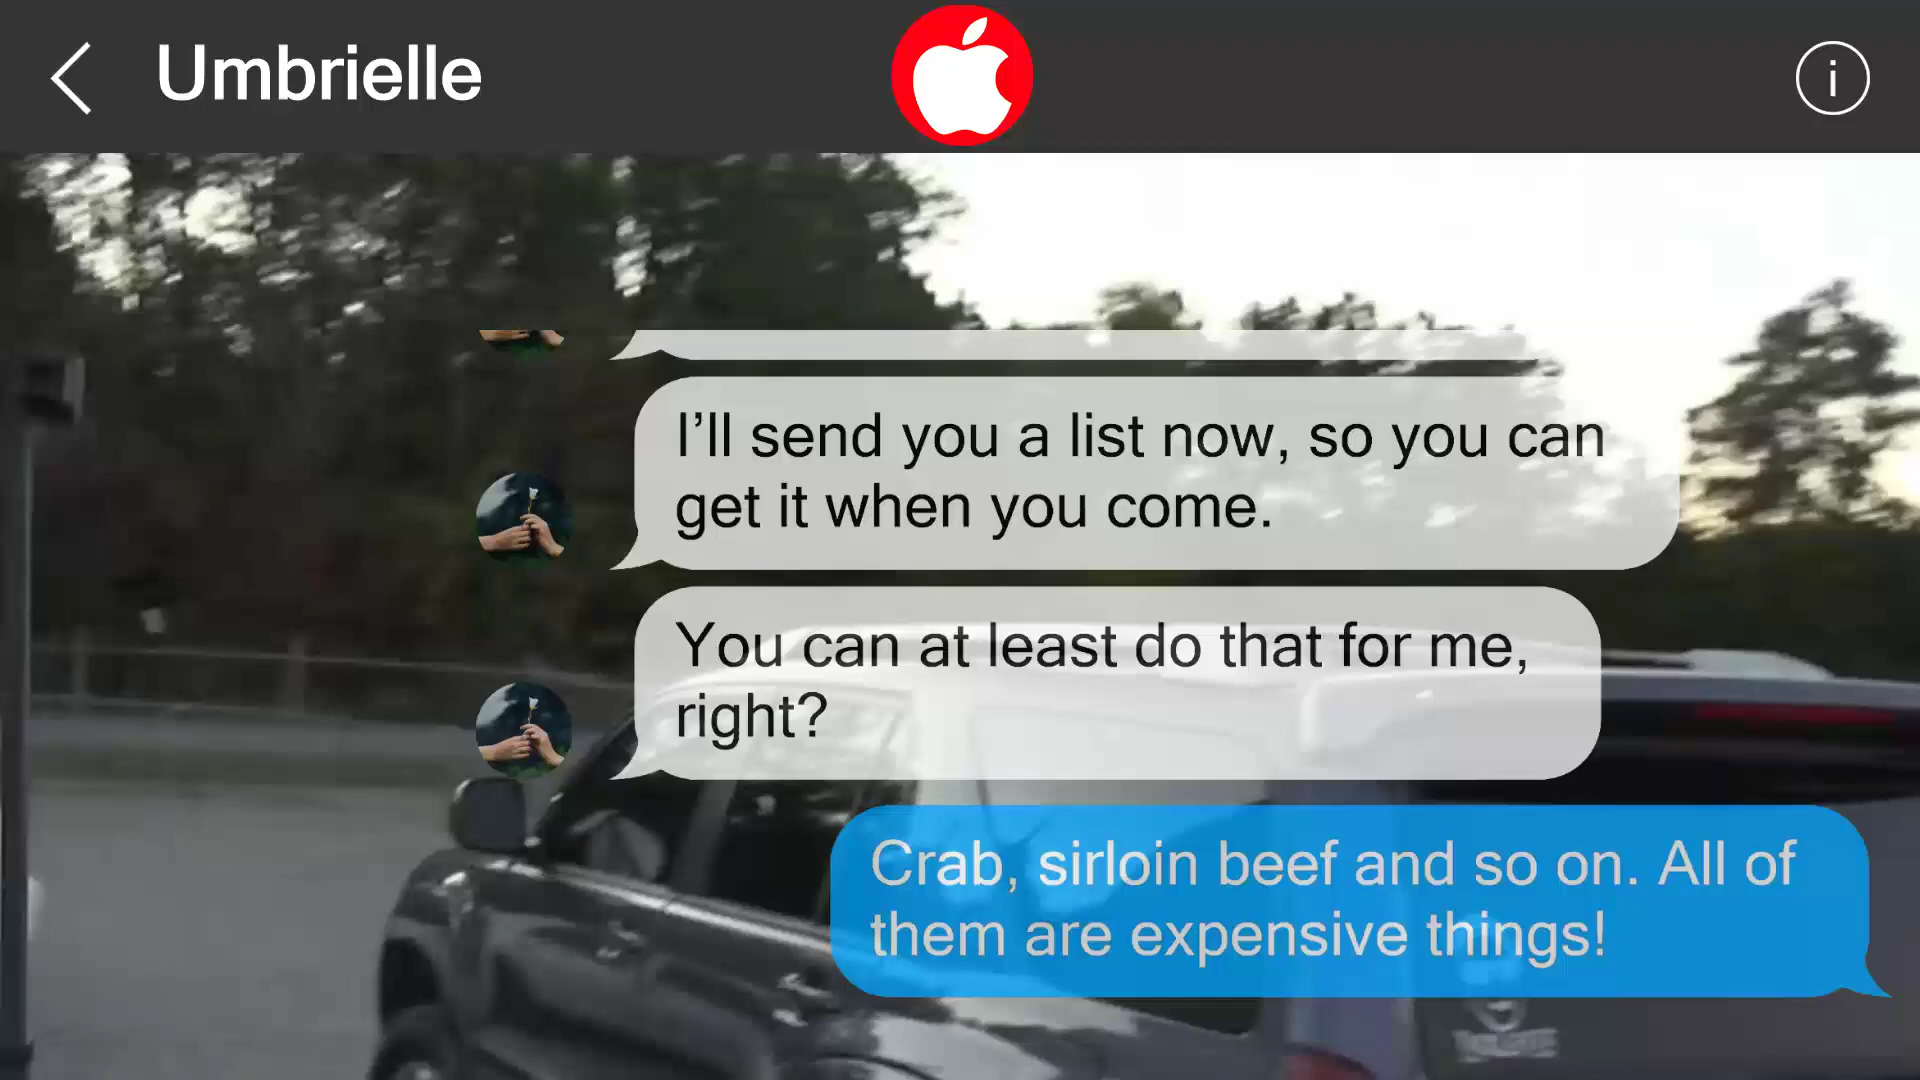 Umbrielle
i
I’ll send you a list now, so you can
get it when you come.
You can at least do that for me,
right?
Crab, sirloin beef and so on. All of
them are expensive things!